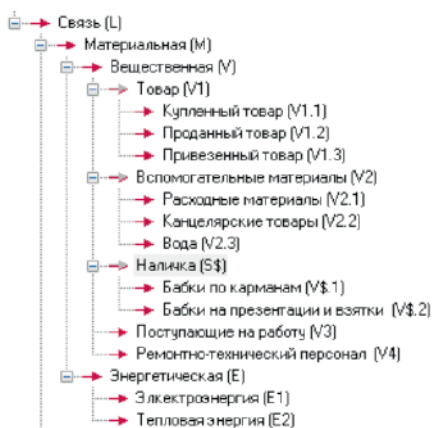 Связь (L)
Материальная (M)
Вещественная (V)
Товар (V1)
Купленный товар (V1.1)
Проданный товар (V1.2)
Привезенный товар (V1.3)
Вспомогательные материалы (V2)
Расходные материалы (V2.1)
Канцелярские товары (V2.2)
Вода (V2.3)
Наличка (S$)
Бабки по карманам (V$.1)
Бабки на презентации и взятки (V$.2)
Поступающие на работу (V3)
Ремонтно-технический персонал (V4)
Энергетическая (E)
Элкектроэнергия (E1)
Тепловая энергия (E2)